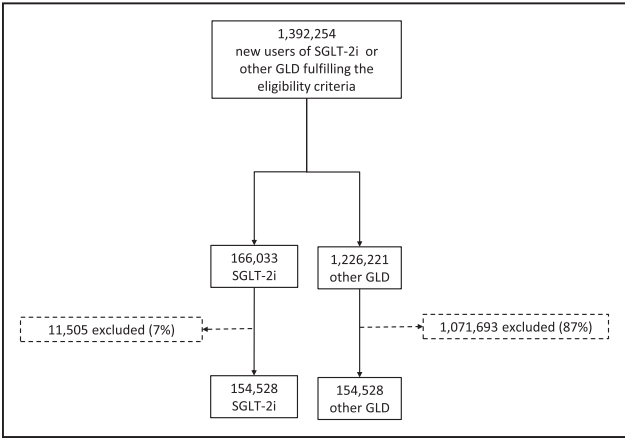 1,392,254
new users of SGLT-2i or
other GLD fulfilling the
eligibility criteria
166,033
SGLT-2i
1,226,221
other GLD
11,505 excluded (7%)
1,071,693 excluded (87%)
154,528
SGLT-2i
154,528
other GLD